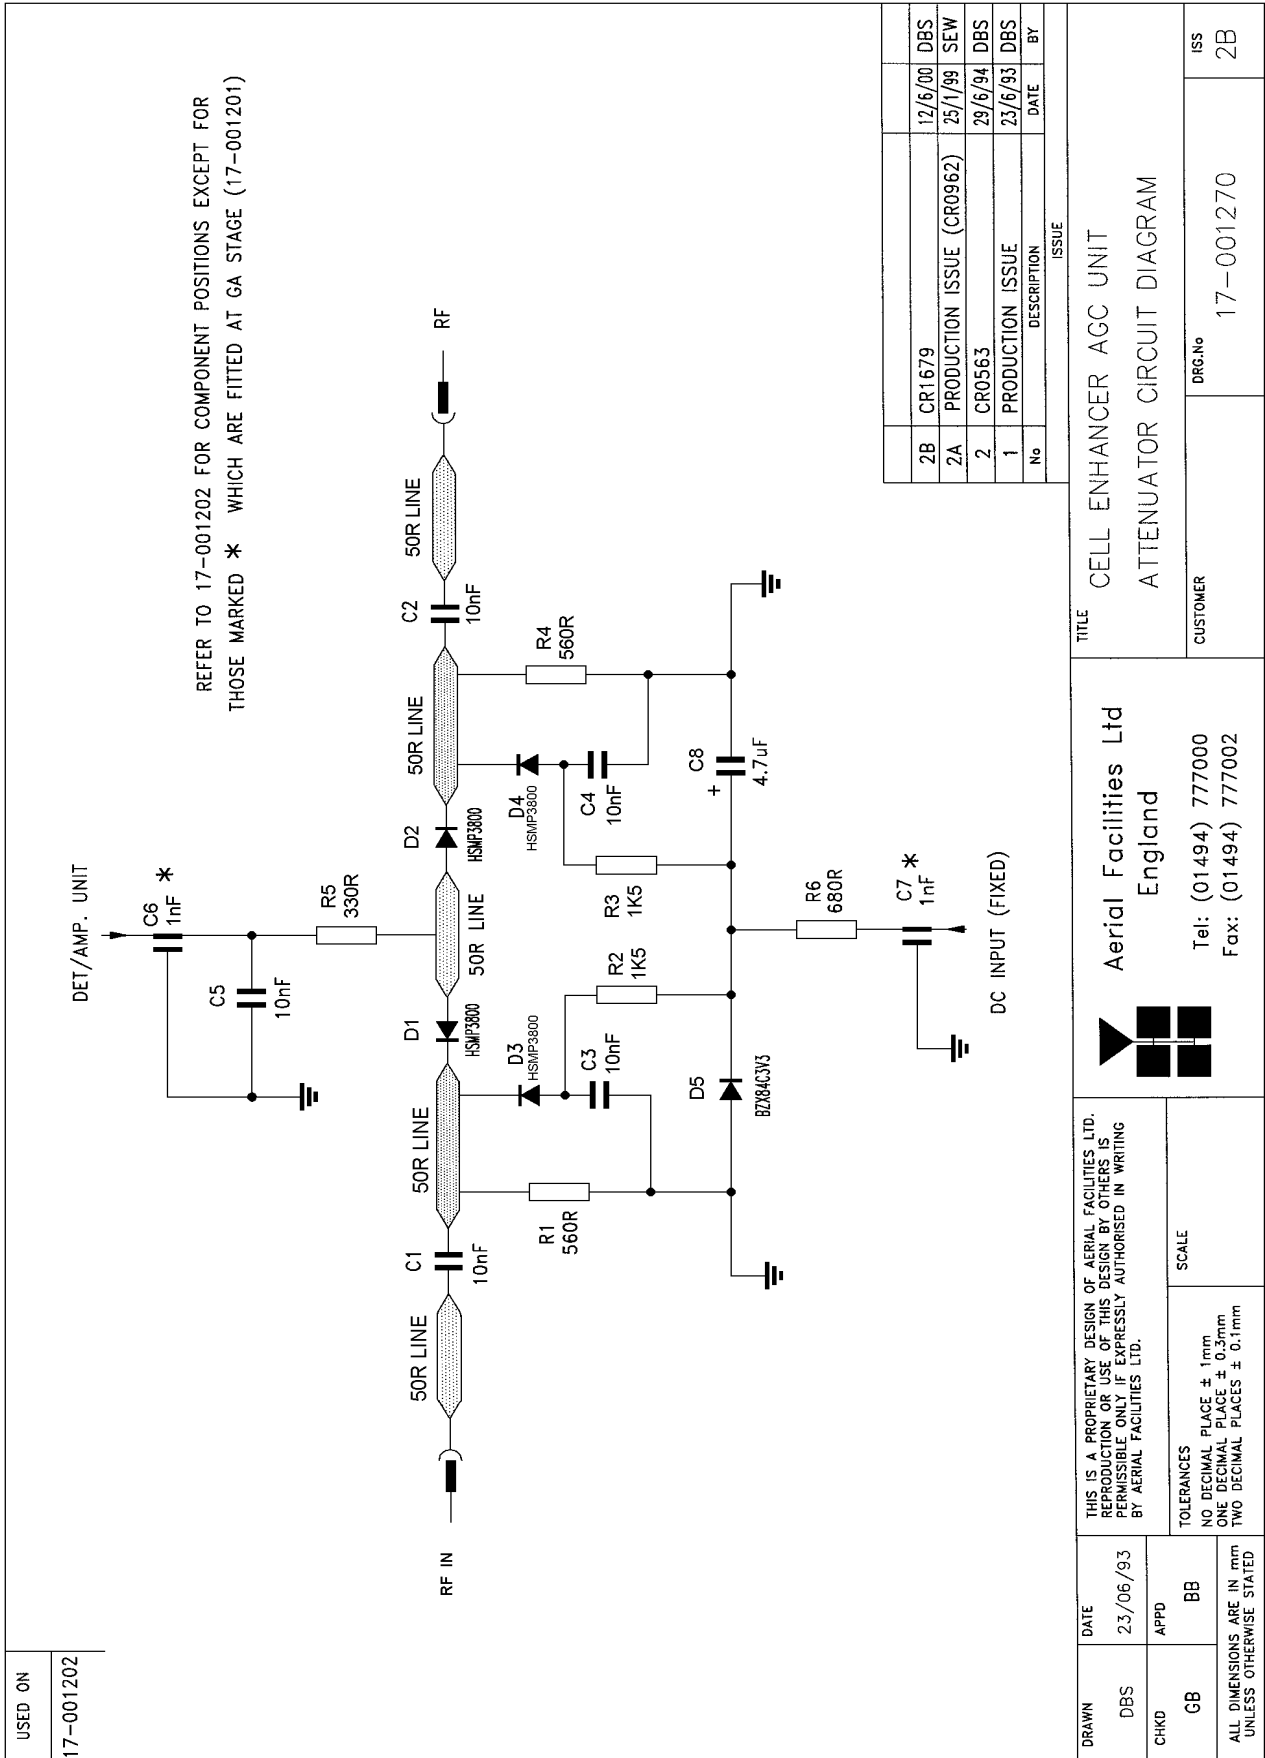 USED ON
17-001202
REFER TO 17-001202 FOR COMPONENT POSITIONS EXCEPT FOR
THOSE MARKED * WHICH ARE FITTED AT GA STAGE (17-001201)
DET/AMP. UNIT
C6 *
1nF
C5
10nF
R5
330R
RF IN
50R LINE
C1
10nF
50R LINE
D1
HSMP3800
50R LINE
D2
HSMP3800
50R LINE
C2
10nF
50R LINE
RF
R1
560R
D3
HSMP3800
C3
10nF
R2
1K5
R3
1K5
D4
HSMP3800
C4
10nF
R4
560R
D5
BZX84C3V3
C8
+
4.7uF
R6
680R
C7 *
1nF
DC INPUT (FIXED)
2B CR1679 12/6/00 DBS
2A PRODUCTION ISSUE (CR0962) 25/1/99 SEW
2 CR0563 29/6/94 DBS
1 PRODUCTION ISSUE 23/6/93 DBS
No DESCRIPTION DATE BY
ISSUE
DRAWN
DBS
DATE
23/06/93
CHKD
GB
APPD
BB
ALL DIMENSIONS ARE IN mm
UNLESS OTHERWISE STATED
THIS IS A PROPRIETARY DESIGN OF AERIAL FACILITIES LTD.
REPRODUCTION OR USE OF THIS DESIGN BY OTHERS IS
PERMISSIBLE ONLY IF EXPRESSLY AUTHORISED IN WRITING
BY AERIAL FACILITIES LTD.
TOLERANCES
NO DECIMAL PLACE ± 1mm
ONE DECIMAL PLACE ± 0.3mm
TWO DECIMAL PLACES ± 0.1mm
SCALE
Aerial Facilities Ltd
England
Tel: (01494) 777000
Fax: (01494) 777002
TITLE
CELL ENHANCER AGC UNIT
ATTENUATOR CIRCUIT DIAGRAM
CUSTOMER
DRG.No
17-001270
ISS
2B